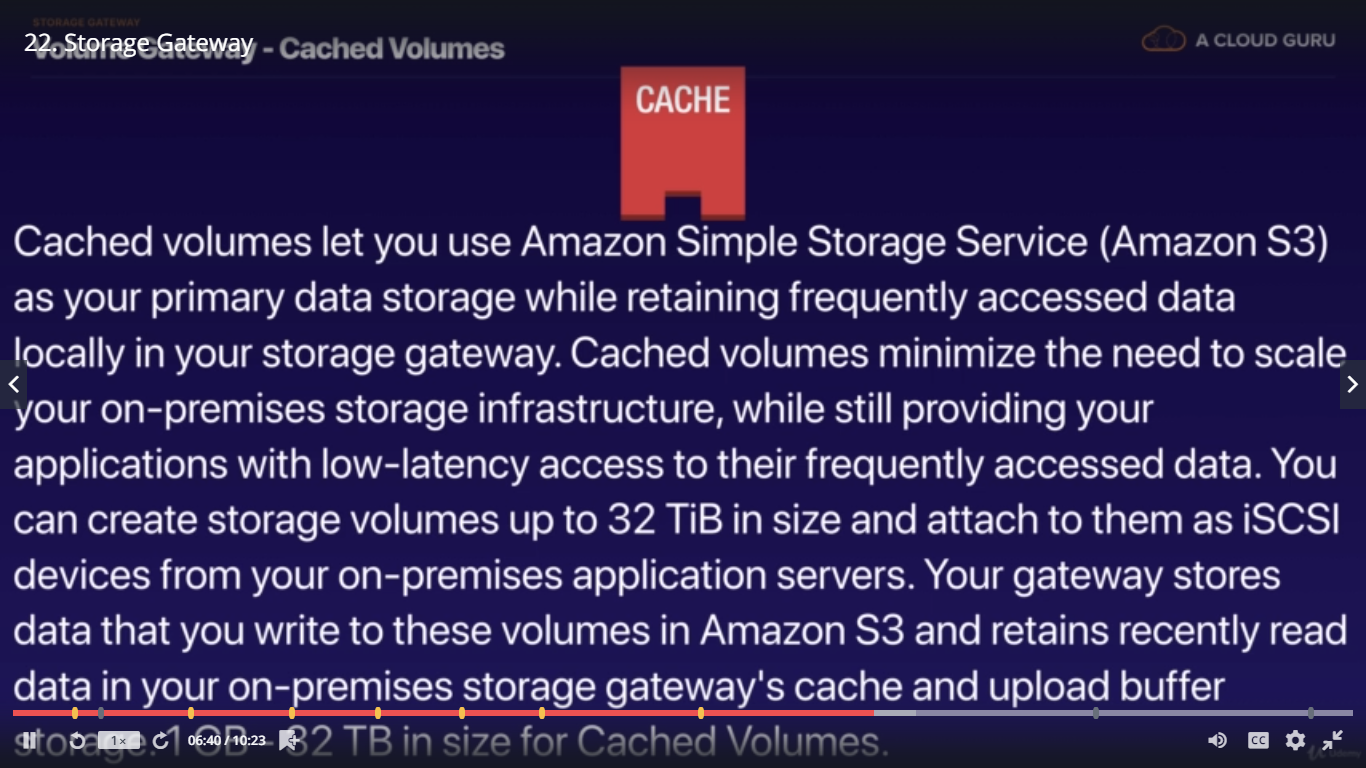 STORAGE GATEWAY
22. Storage Gateway
Volume Gateway - Cached Volumes
A CLOUD GURU
CACHE
Cached volumes let you use Amazon Simple Storage Service (Amazon S3)
as your primary data storage while retaining frequently accessed data
locally in your storage gateway. Cached volumes minimize the need to scale
your on-premises storage infrastructure, while still providing your
applications with low-latency access to their frequently accessed data. You
can create storage volumes up to 32 TiB in size and attach to them as iSCSI
devices from your on-premises application servers. Your gateway stores
data that you write to these volumes in Amazon S3 and retains recently read
data in your on-premises storage gateway's cache and upload buffer
storage. 1 GB - 32 TB in size for Cached Volumes.
1×
06:40 / 10:23
CC